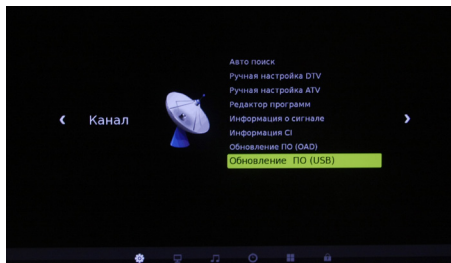 Авто поиск
Ручная настройка DTV
Ручная настройка ATV
Редактор программ
Канал
Информация о сигнале
Информация CI
Обновление ПО (OAD)
Обновление ПО (USB)